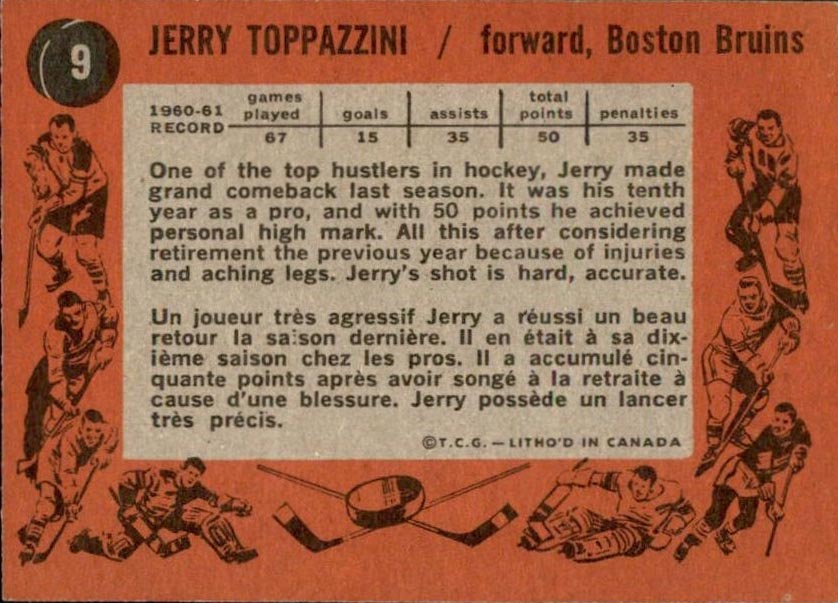 9
JERRY TOPPAZZINI / forward, Boston Bruins
1960-61 RECORD
games played goals assists total points penalties
67 15 35 50 35
One of the top hustlers in hockey, Jerry made
grand comeback last season. It was his tenth
year as a pro, and with 50 points he achieved
personal high mark. All this after considering
retirement the previous year because of injuries
and aching legs. Jerry's shot is hard, accurate.
Un joueur très agressif Jerry a réussi un beau
retour la saison dernière. Il en était à sa dix-
ième saison chez les pros. Il a accumulé cin-
quante points après avoir songé à la retraite à
cause d'une blessure. Jerry possède un lancer
très précis.
©T.C.G. — LITHO'D IN CANADA